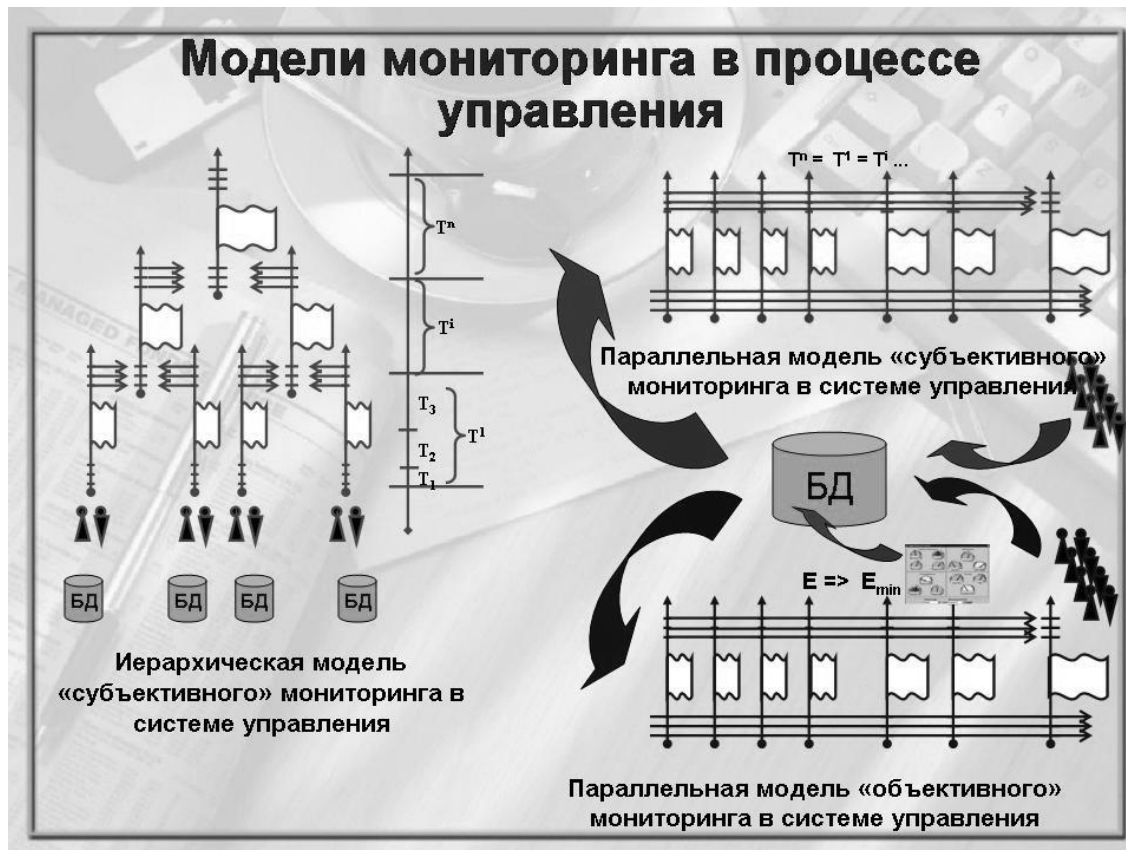 Модели мониторинга в процессе
управления
Tⁿ
Tⁱ
T₃
T₂
T₁
T¹
БД
БД
БД
БД
Иерархическая модель
«субъективного» мониторинга в
системе управления
Tⁿ = T¹ = Tⁱ ...
Параллельная модель «субъективного»
мониторинга в системе управления
БД
E => Eₘᵢₙ
Параллельная модель «объективного»
мониторинга в системе управления